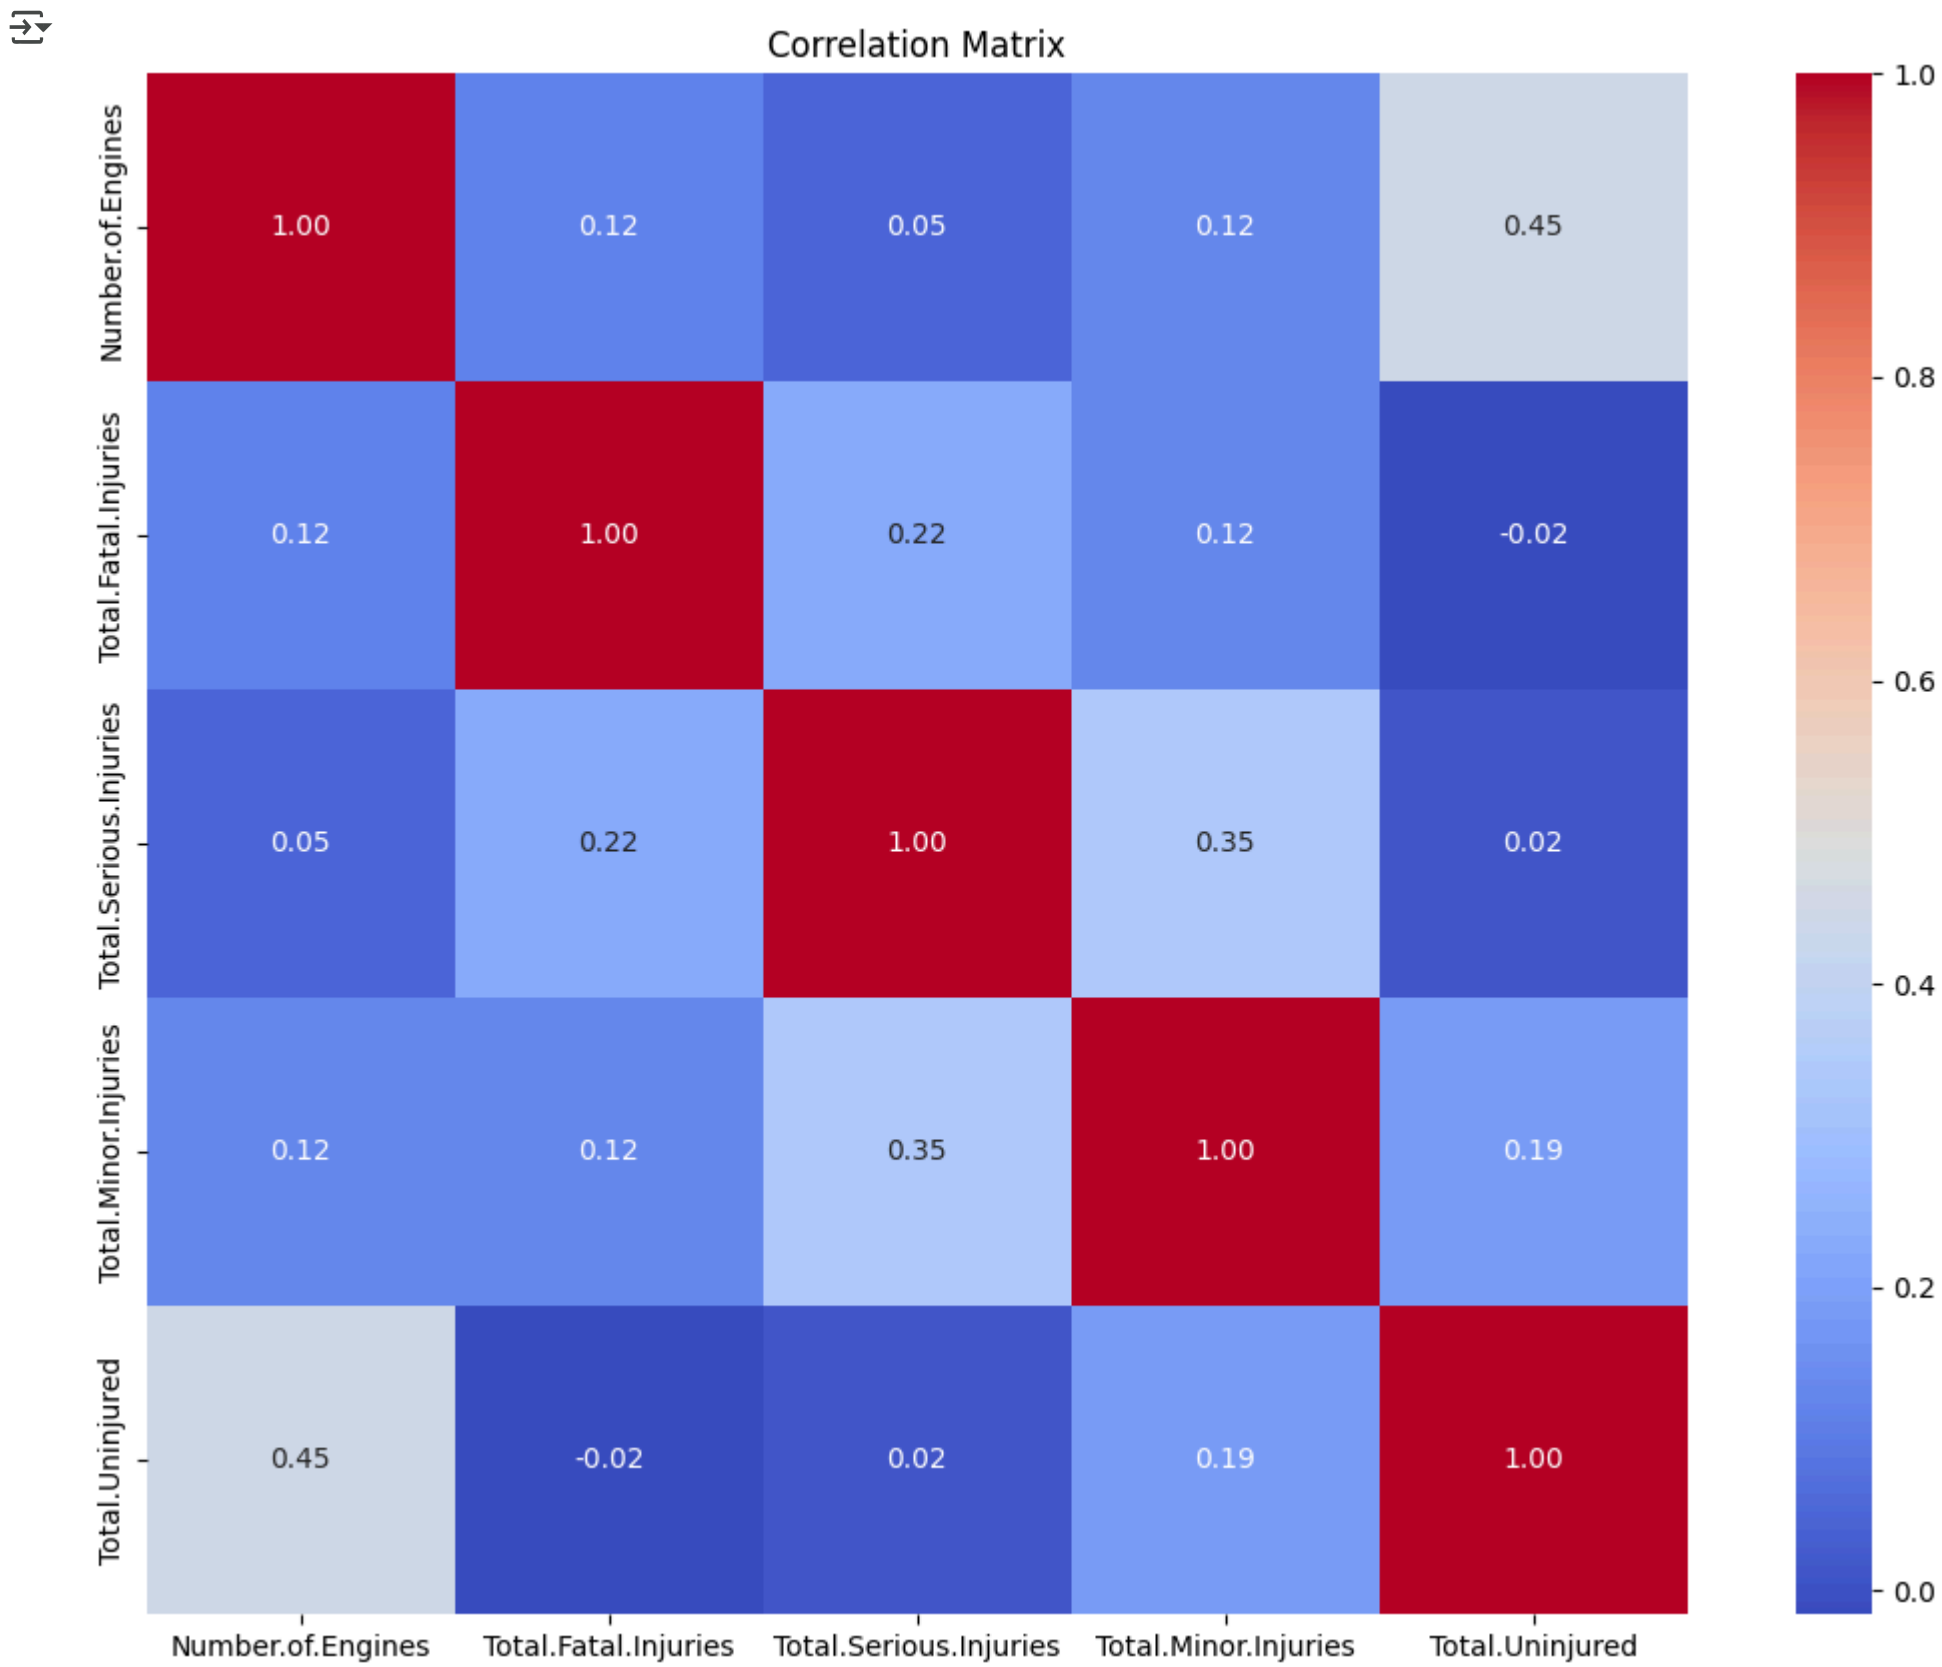 Correlation Matrix
Number.of.Engines 1.00 0.12 0.05 0.12 0.45
Total.Fatal.Injuries 0.12 1.00 0.22 0.12 -0.02
Total.Serious.Injuries 0.05 0.22 1.00 0.35 0.02
Total.Minor.Injuries 0.12 0.12 0.35 1.00 0.19
Total.Uninjured 0.45 -0.02 0.02 0.19 1.00
Number.of.Engines Total.Fatal.Injuries Total.Serious.Injuries Total.Minor.Injuries Total.Uninjured
1.0
0.8
0.6
0.4
0.2
0.0